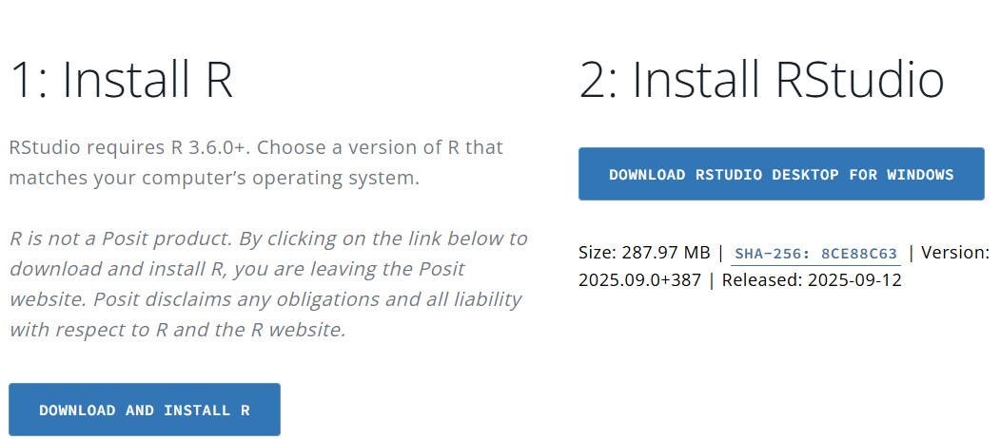 1: Install R
RStudio requires R 3.6.0+. Choose a version of R that
matches your computer’s operating system.
R is not a Posit product. By clicking on the link below to
download and install R, you are leaving the Posit
website. Posit disclaims any obligations and all liability
with respect to R and the R website.
DOWNLOAD AND INSTALL R
2: Install RStudio
DOWNLOAD RSTUDIO DESKTOP FOR WINDOWS
Size: 287.97 MB | SHA-256: 8CE88C63 | Version:
2025.09.0+387 | Released: 2025-09-12